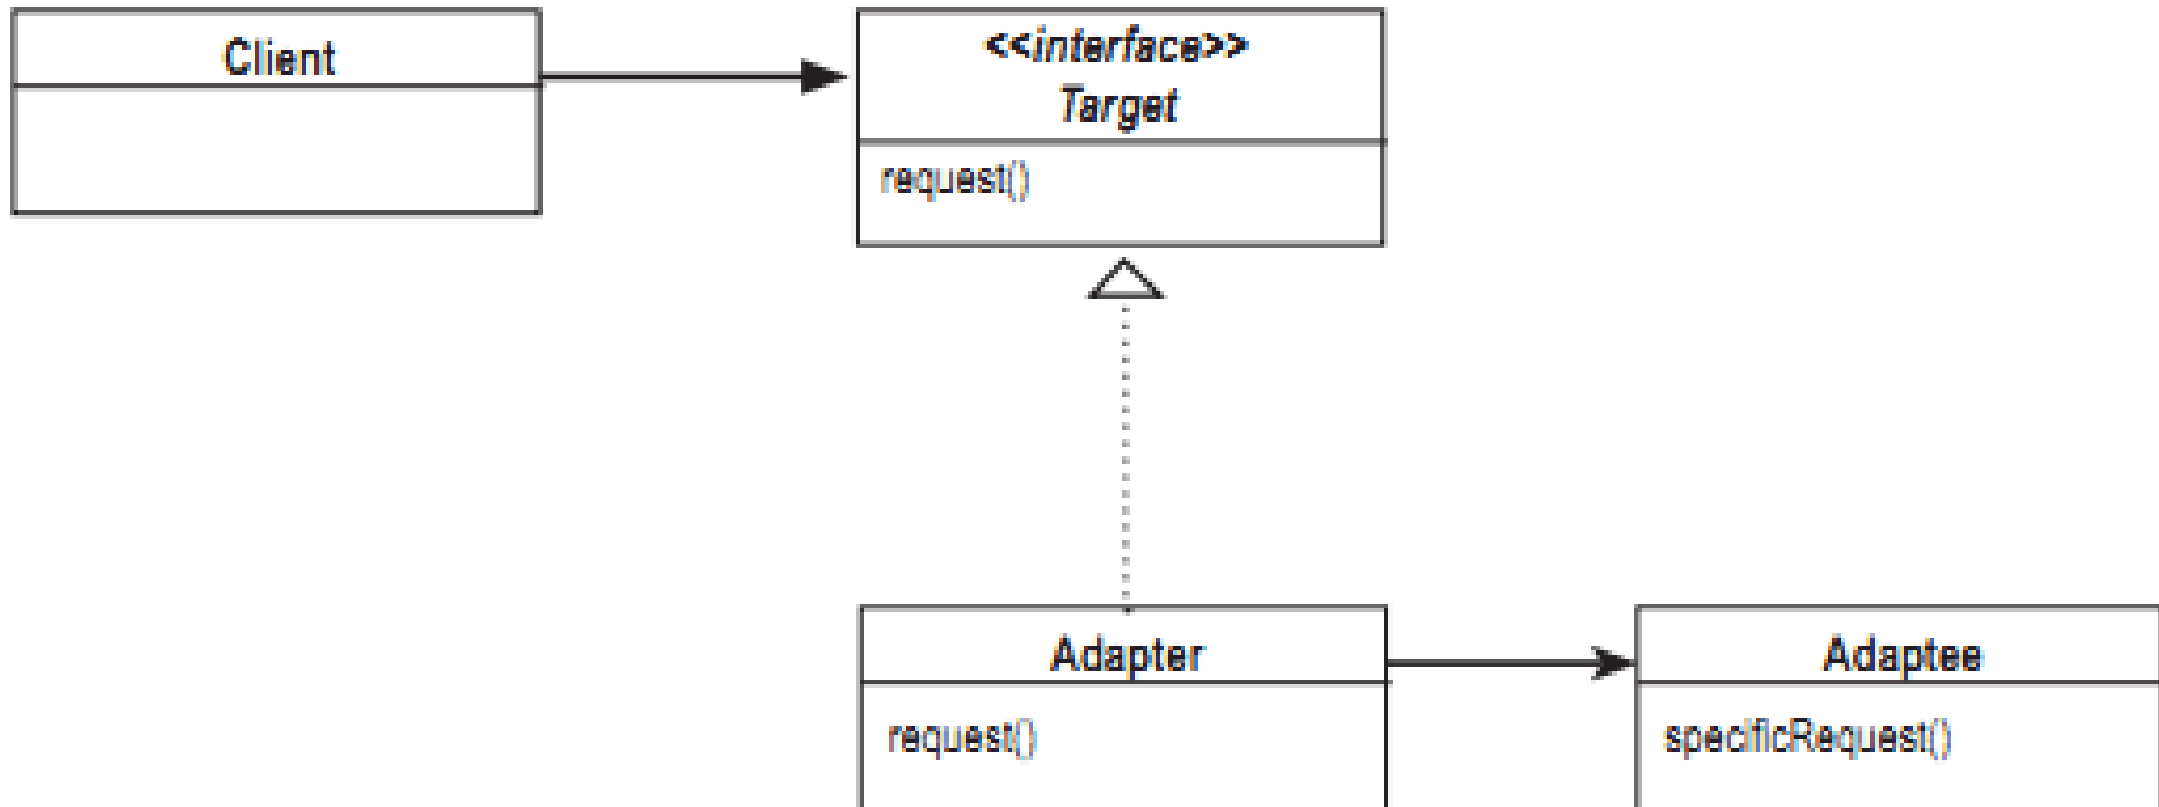 Client
<<interface>>
Target
request()
Adapter
request()
Adaptee
specificRequest()